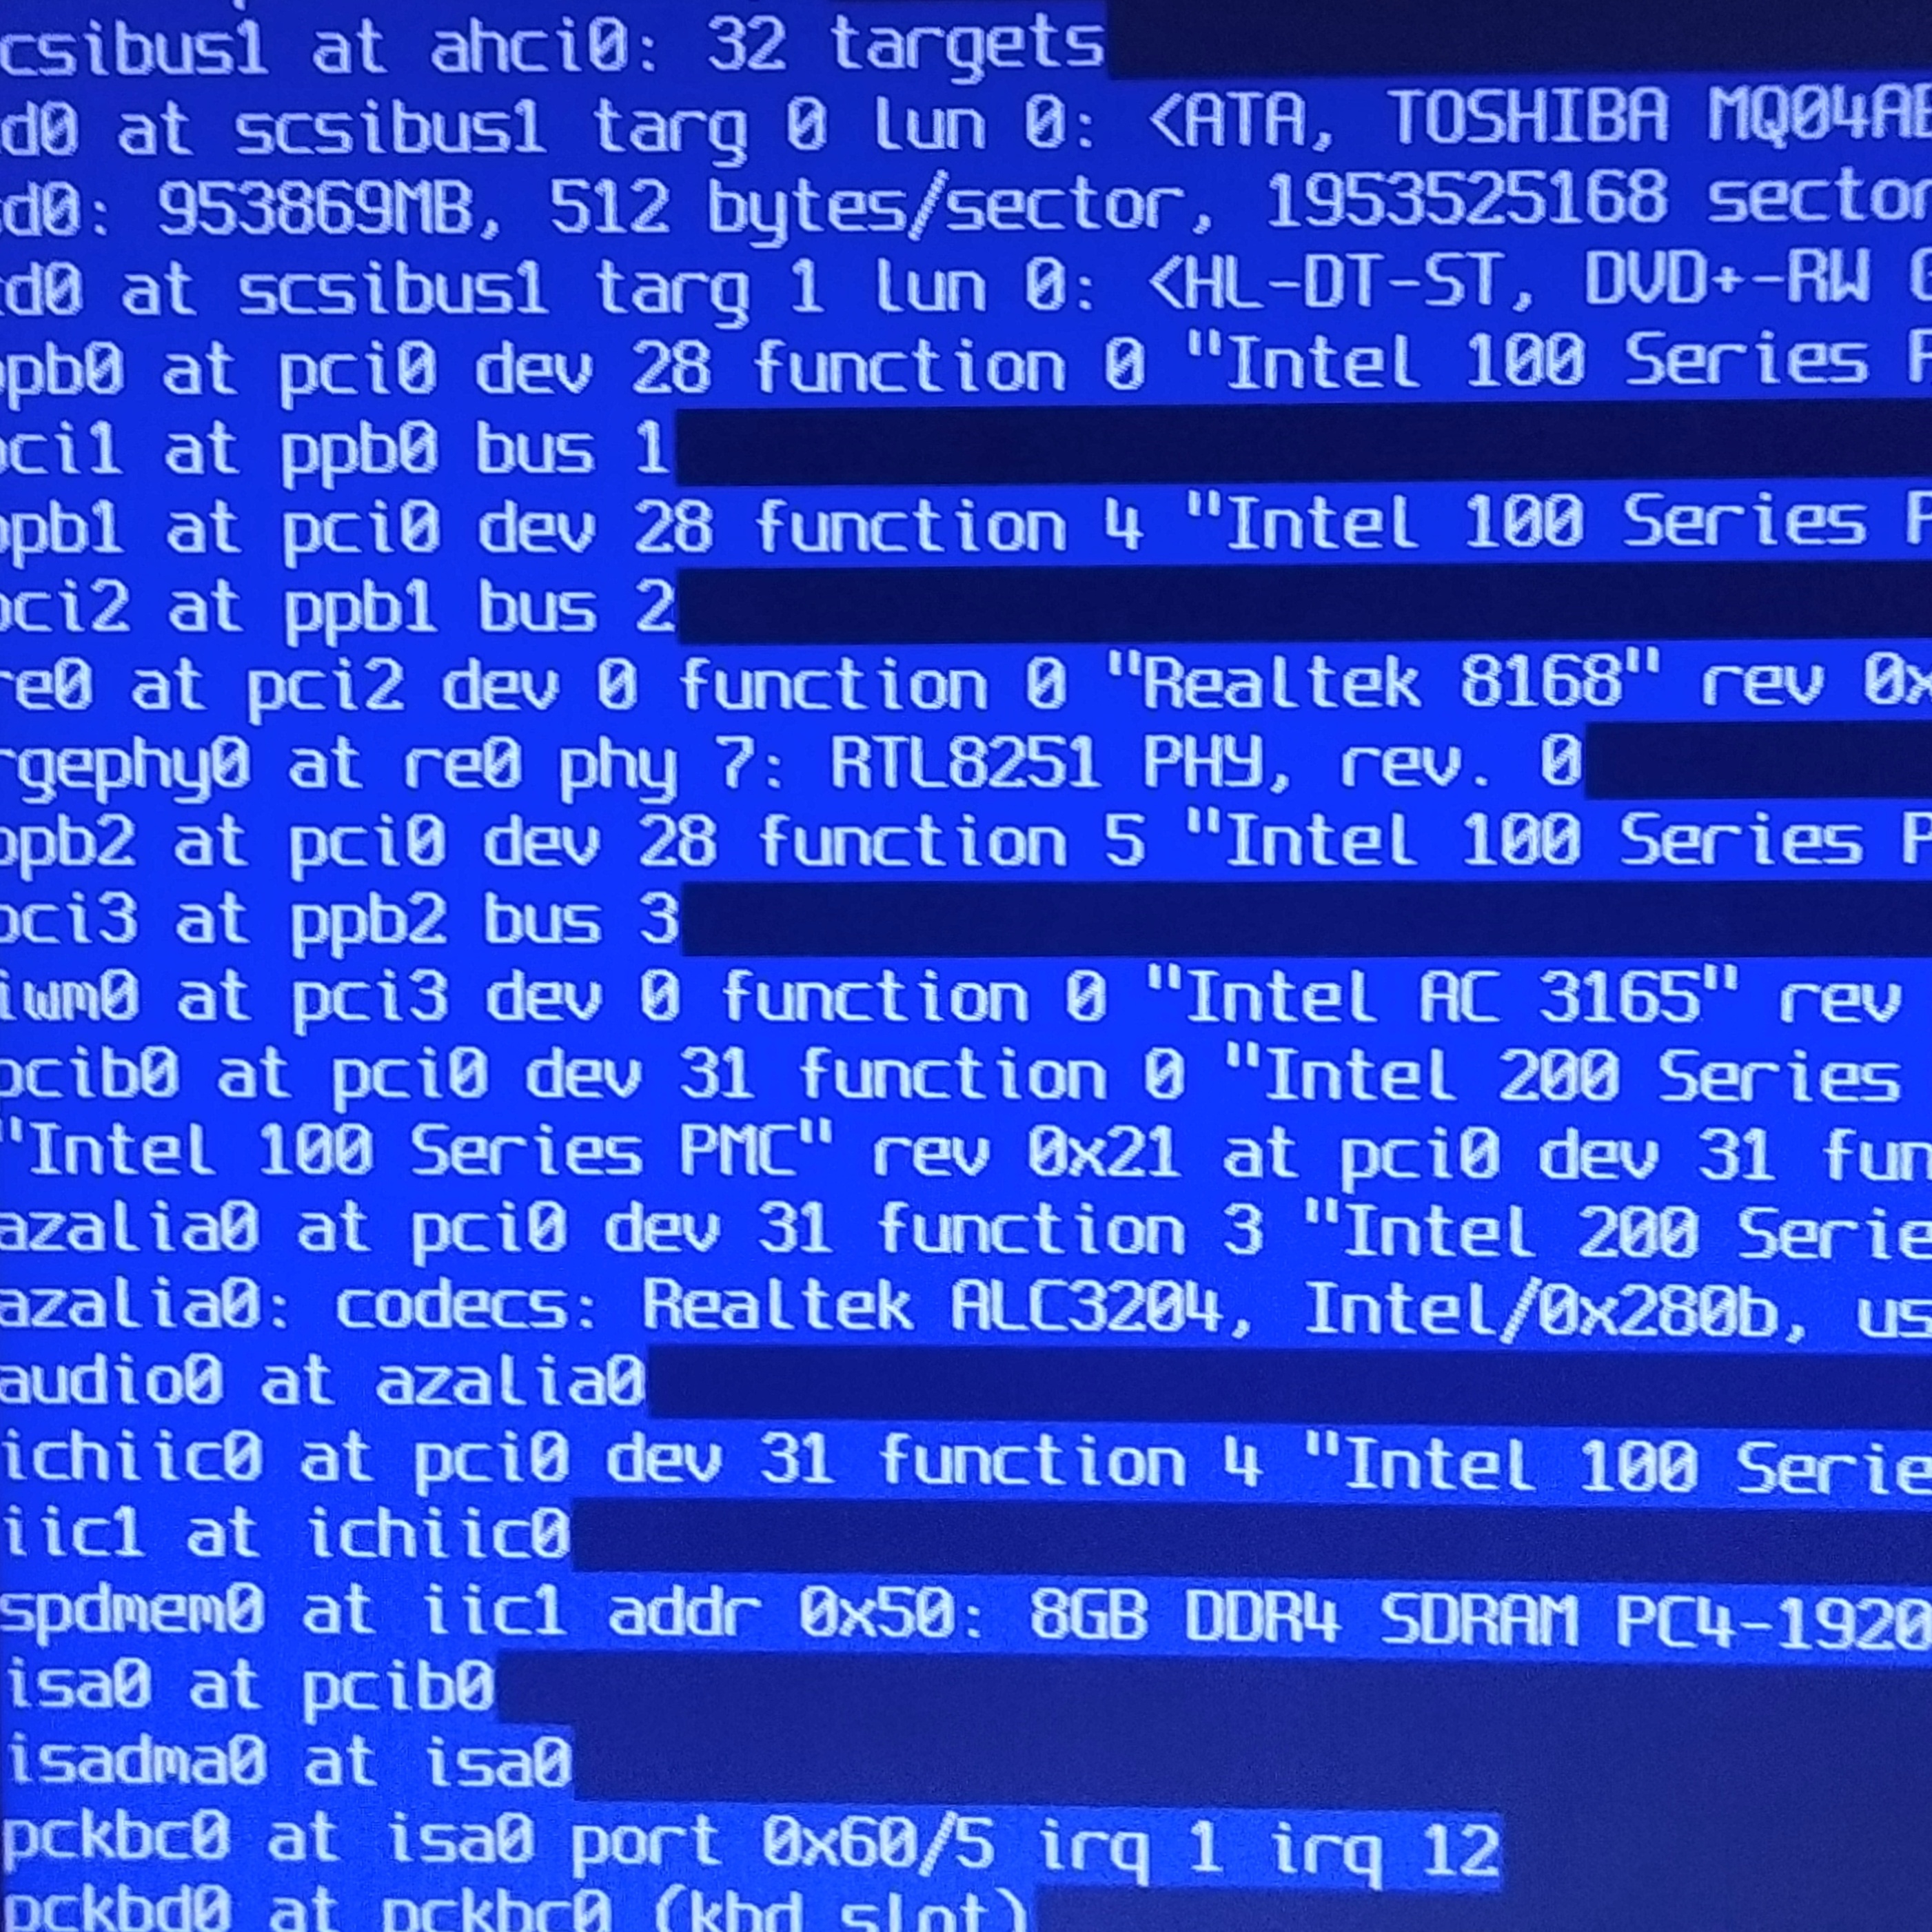 csibus1 at ahci0: 32 targets
d0 at scsibus1 targ 0 lun 0: <ATA, TOSHIBA MQ04AB
d0: 953869MB, 512 bytes/sector, 1953525168 sector
d0 at scsibus1 targ 1 lun 0: <HL-DT-ST, DVD+-RW G
ppb0 at pci0 dev 28 function 0 "Intel 100 Series P
pci1 at ppb0 bus 1
ppb1 at pci0 dev 28 function 4 "Intel 100 Series P
pci2 at ppb1 bus 2
re0 at pci2 dev 0 function 0 "Realtek 8168" rev 0x
rgephy0 at re0 phy 7: RTL8251 PHY, rev. 0
ppb2 at pci0 dev 28 function 5 "Intel 100 Series P
pci3 at ppb2 bus 3
iwm0 at pci3 dev 0 function 0 "Intel AC 3165" rev
pcib0 at pci0 dev 31 function 0 "Intel 200 Series
"Intel 100 Series PMC" rev 0x21 at pci0 dev 31 fun
azalia0 at pci0 dev 31 function 3 "Intel 200 Serie
azalia0: codecs: Realtek ALC3204, Intel/0x280b, us
audio0 at azalia0
ichiic0 at pci0 dev 31 function 4 "Intel 100 Serie
iic1 at ichiic0
spdmem0 at iic1 addr 0x50: 8GB DDR4 SDRAM PC4-1920
isa0 at pcib0
isadma0 at isa0
pckbc0 at isa0 port 0x60/5 irq 1 irq 12
pckbd0 at pckbc0 (kbd slot)